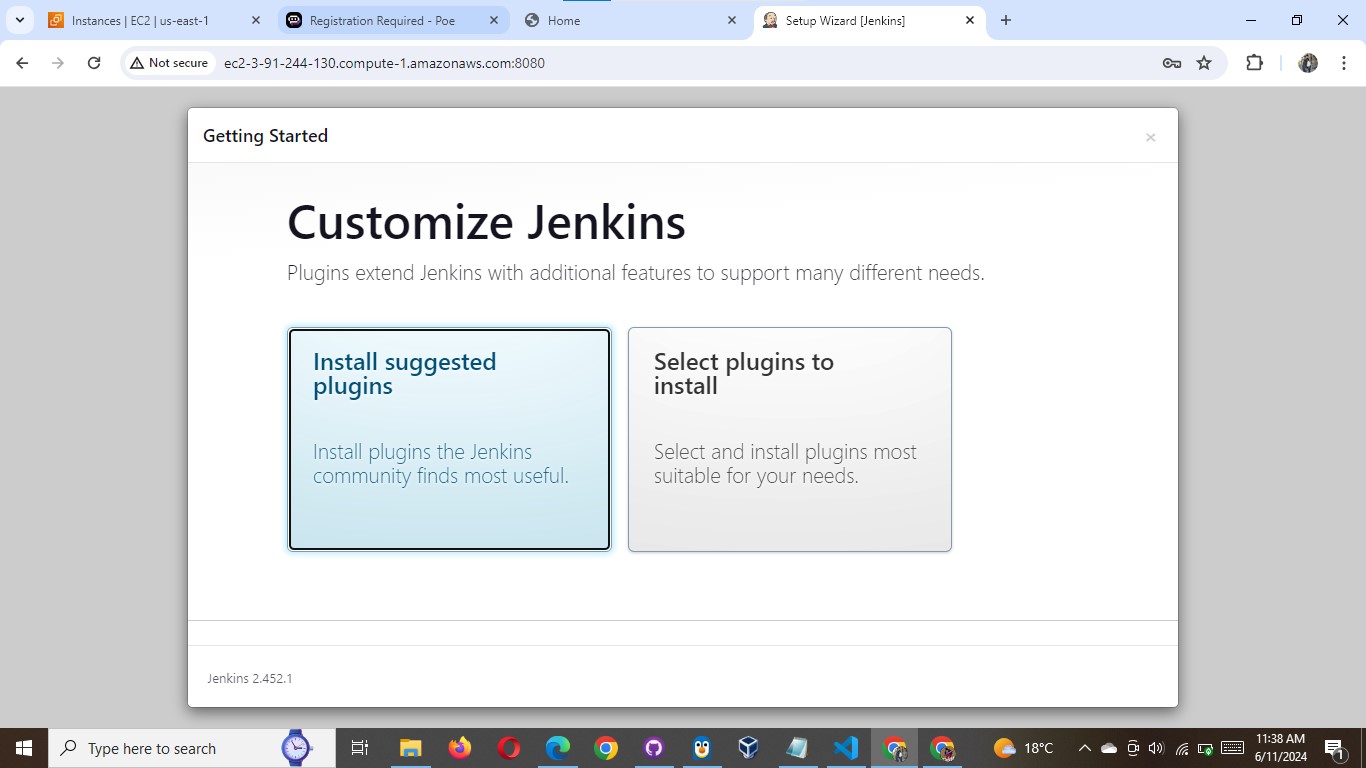 Instances | EC2 | us-east-1
Registration Required - Poe
Home
Setup Wizard [Jenkins]
Not secure
ec2-3-91-244-130.compute-1.amazonaws.com:8080
Getting Started
Customize Jenkins
Plugins extend Jenkins with additional features to support many different needs.
Install suggested
plugins
Install plugins the Jenkins
community finds most useful.
Select plugins to
install
Select and install plugins most
suitable for your needs.
Jenkins 2.452.1
Type here to search
18°C
11:38 AM
6/11/2024
1